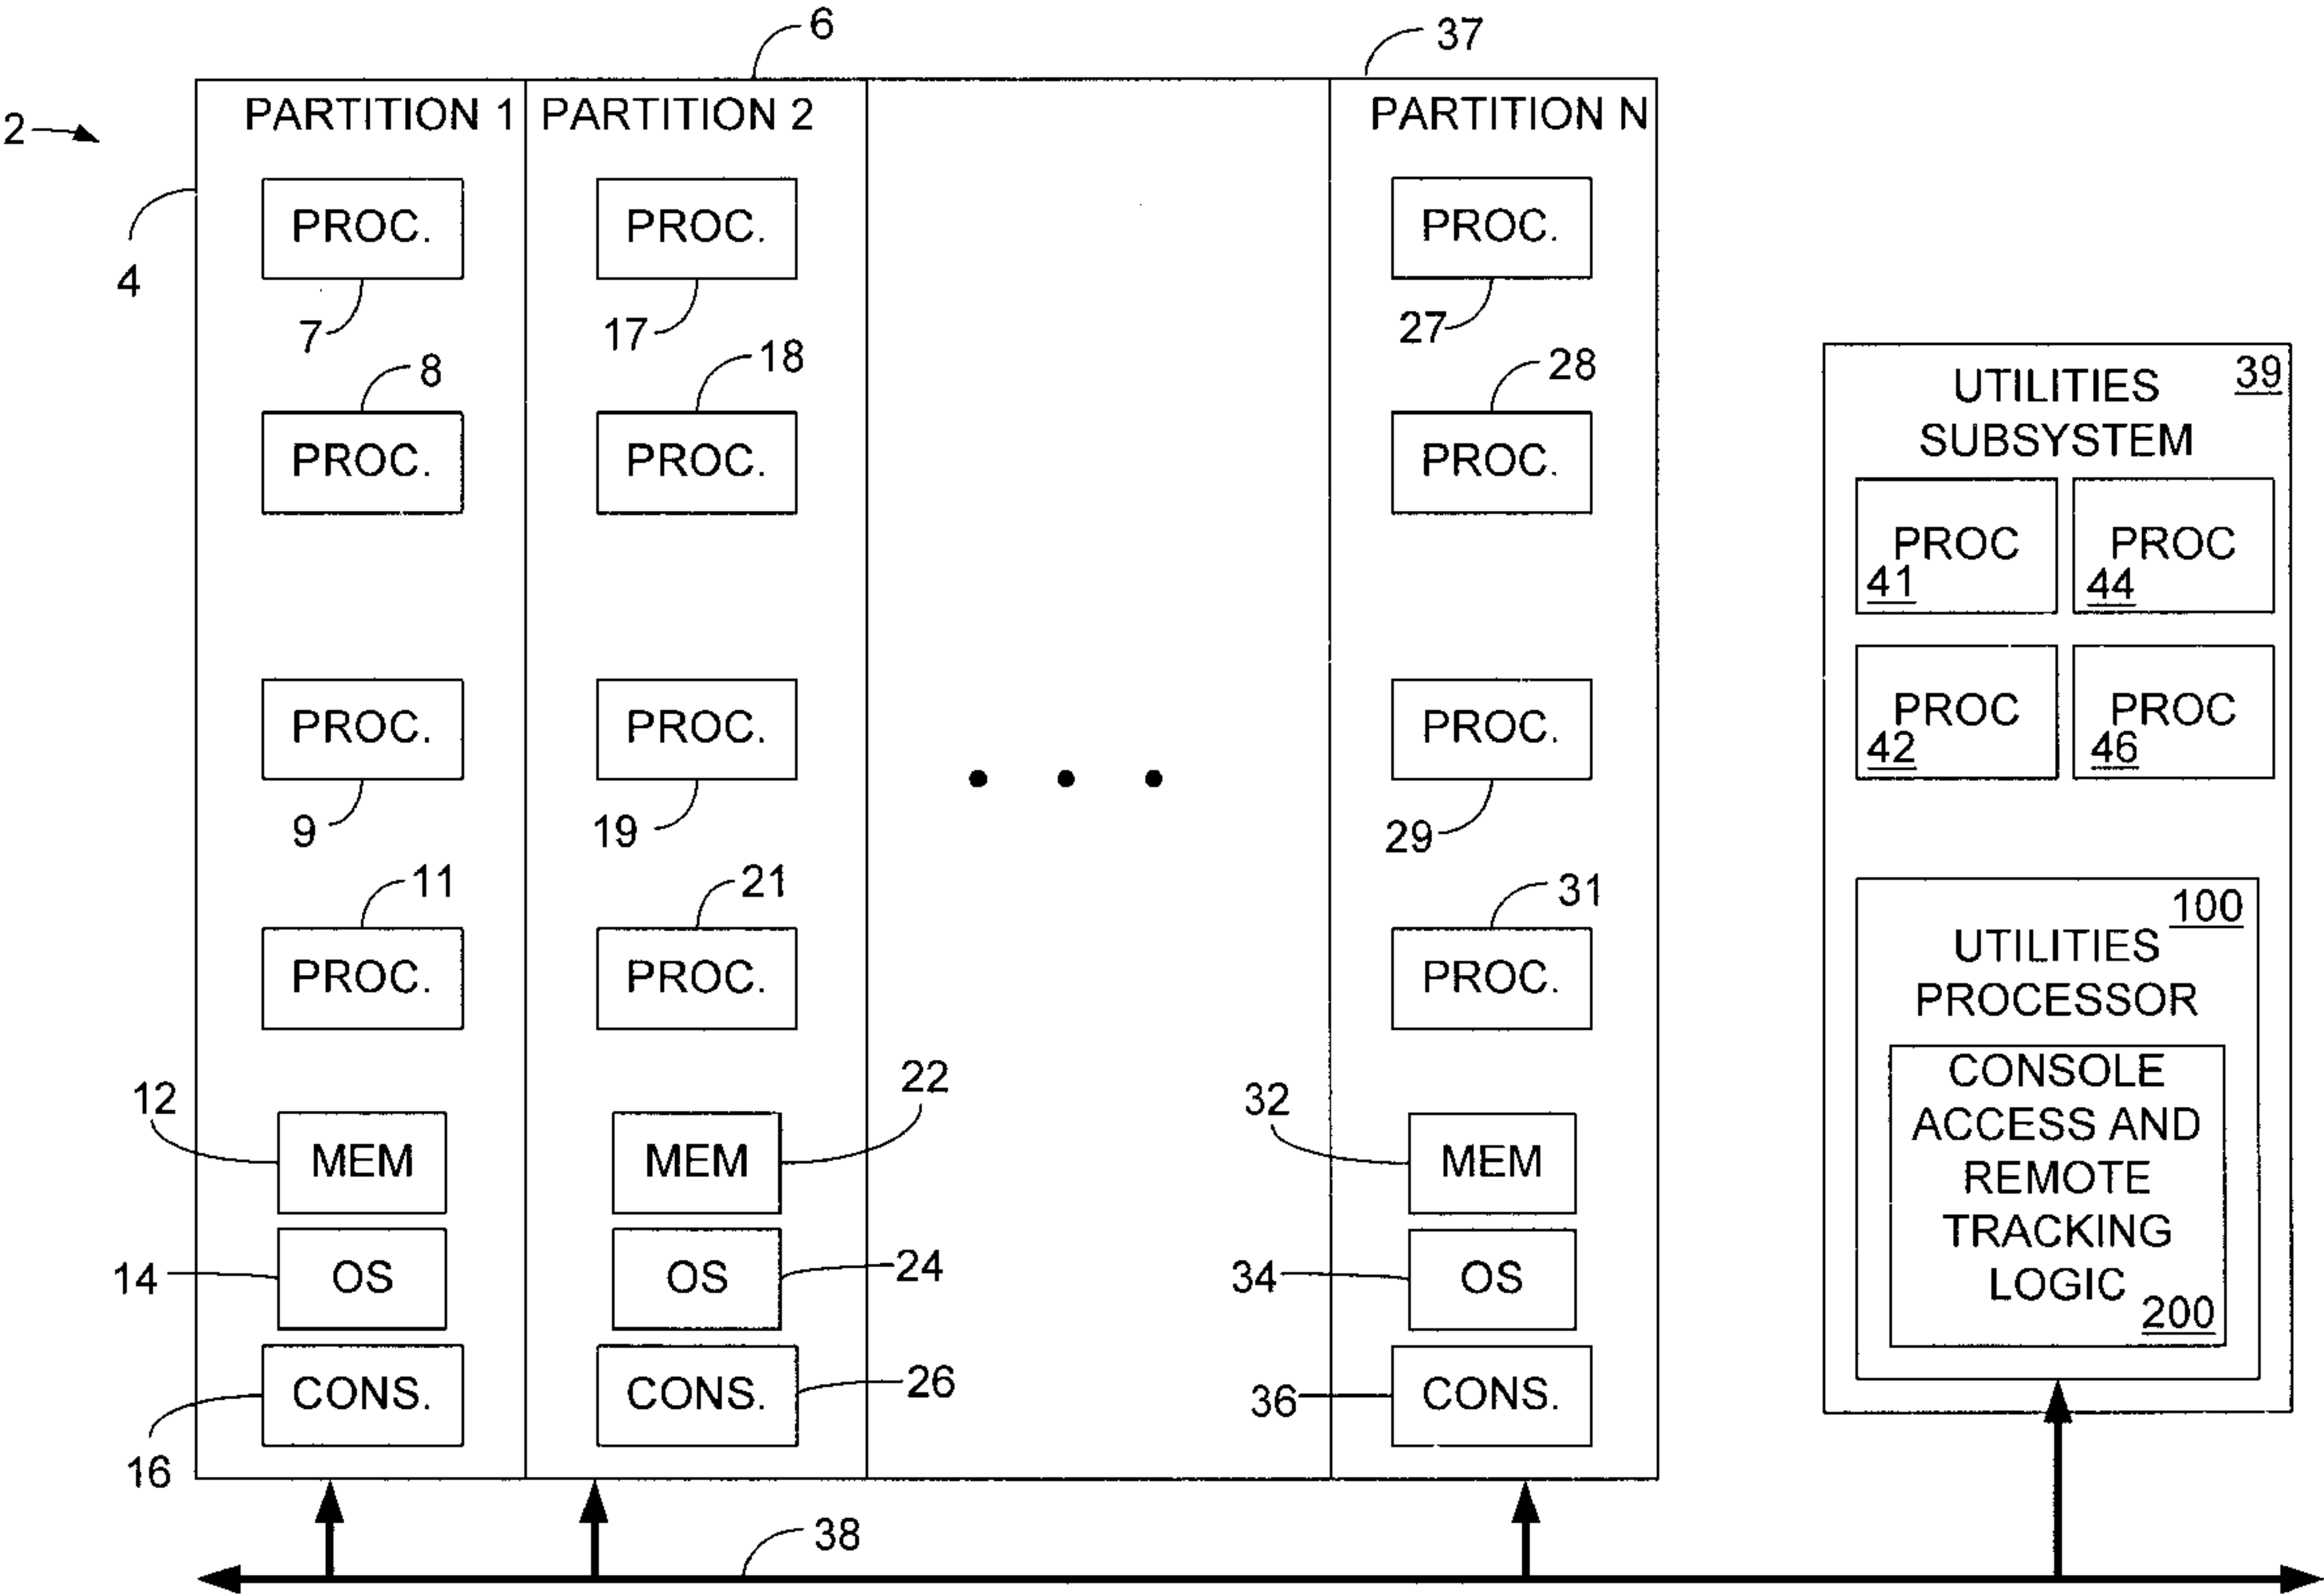 6
37
2
PARTITION 1
PARTITION 2
PARTITION N
4
PROC.
PROC.
PROC.
7
17
27
8
18
28
PROC.
PROC.
PROC.
PROC.
PROC.
PROC.
9
19
29
11
21
31
PROC.
PROC.
PROC.
12
22
32
MEM
MEM
MEM
14
OS
OS
24
34
OS
CONS.
CONS.
26
36
CONS.
16
38
39
UTILITIES
SUBSYSTEM
PROC
41
PROC
44
PROC
42
PROC
46
100
UTILITIES
PROCESSOR
CONSOLE
ACCESS AND
REMOTE
TRACKING
LOGIC
200